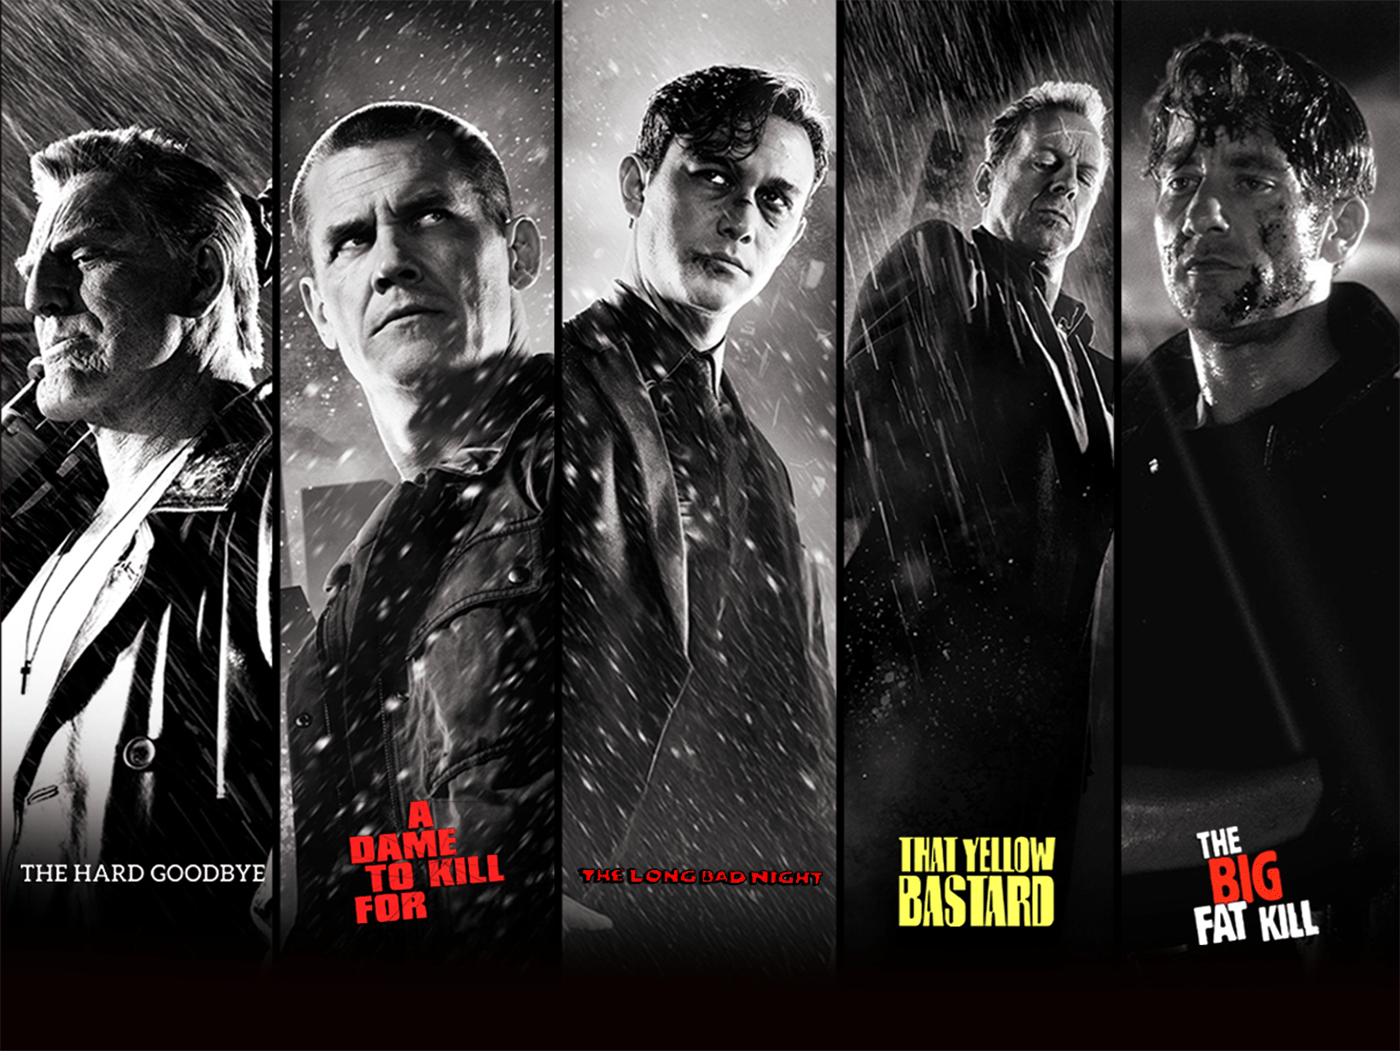 THE HARD GOODBYE
A
DAME
TO KILL
FOR
THE LONG BAD NIGHT
THAT YELLOW
BASTARD
THE
BIG
FAT KILL